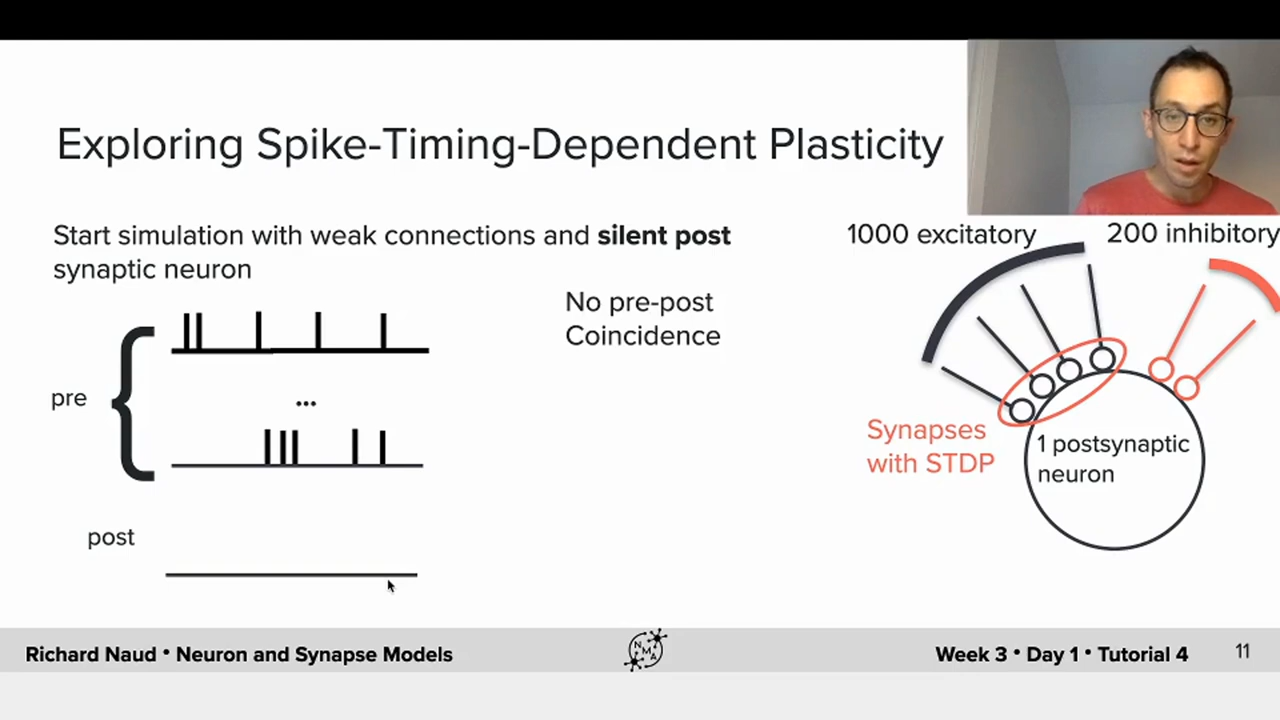 Exploring Spike-Timing-Dependent Plasticity
Start simulation with weak connections and silent post
synaptic neuron
No pre-post
Coincidence
pre
...
post
1000 excitatory
200 inhibitory
Synapses
with STDP
1 postsynaptic
neuron
Richard Naud • Neuron and Synapse Models
NMA
Week 3 • Day 1 • Tutorial 4
11